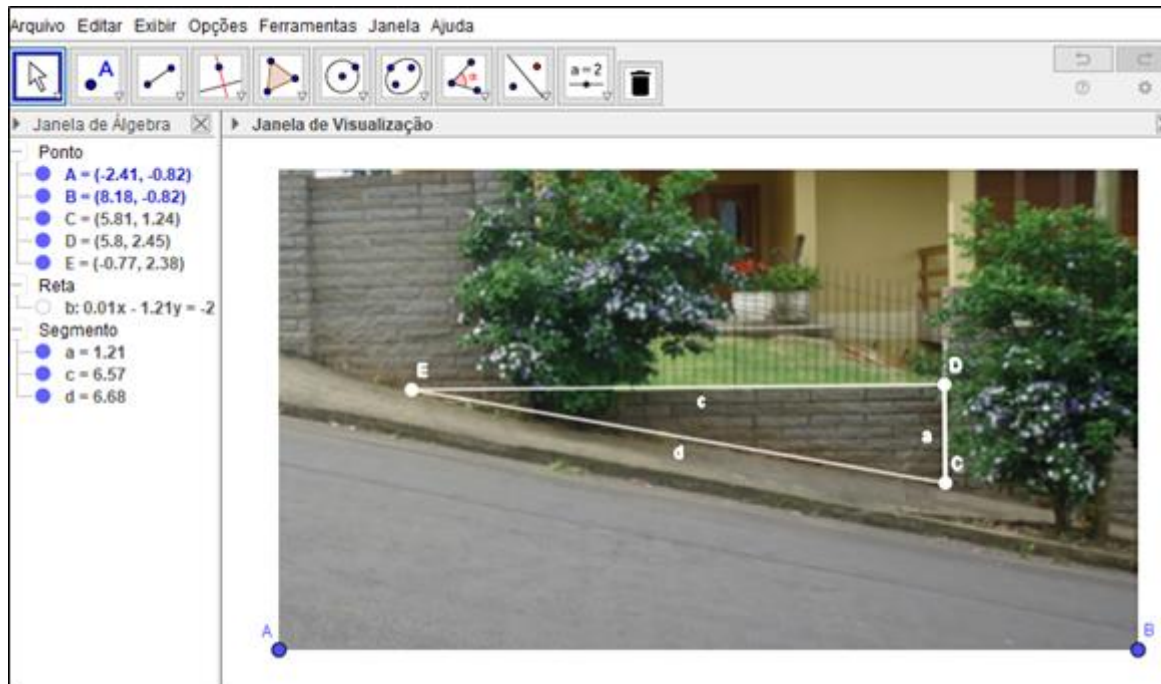 Arquivo Editar Exibir Opções Ferramentas Janela Ajuda
A
α
a=2
Janela de Álgebra
Janela de Visualização
Ponto
A = (-2.41, -0.82)
B = (8.18, -0.82)
C = (5.81, 1.24)
D = (5.8, 2.45)
E = (-0.77, 2.38)
Reta
b: 0.01x - 1.21y = -2
Segmento
a = 1.21
c = 6.57
d = 6.68
E
D
c
a
d
C
A
B